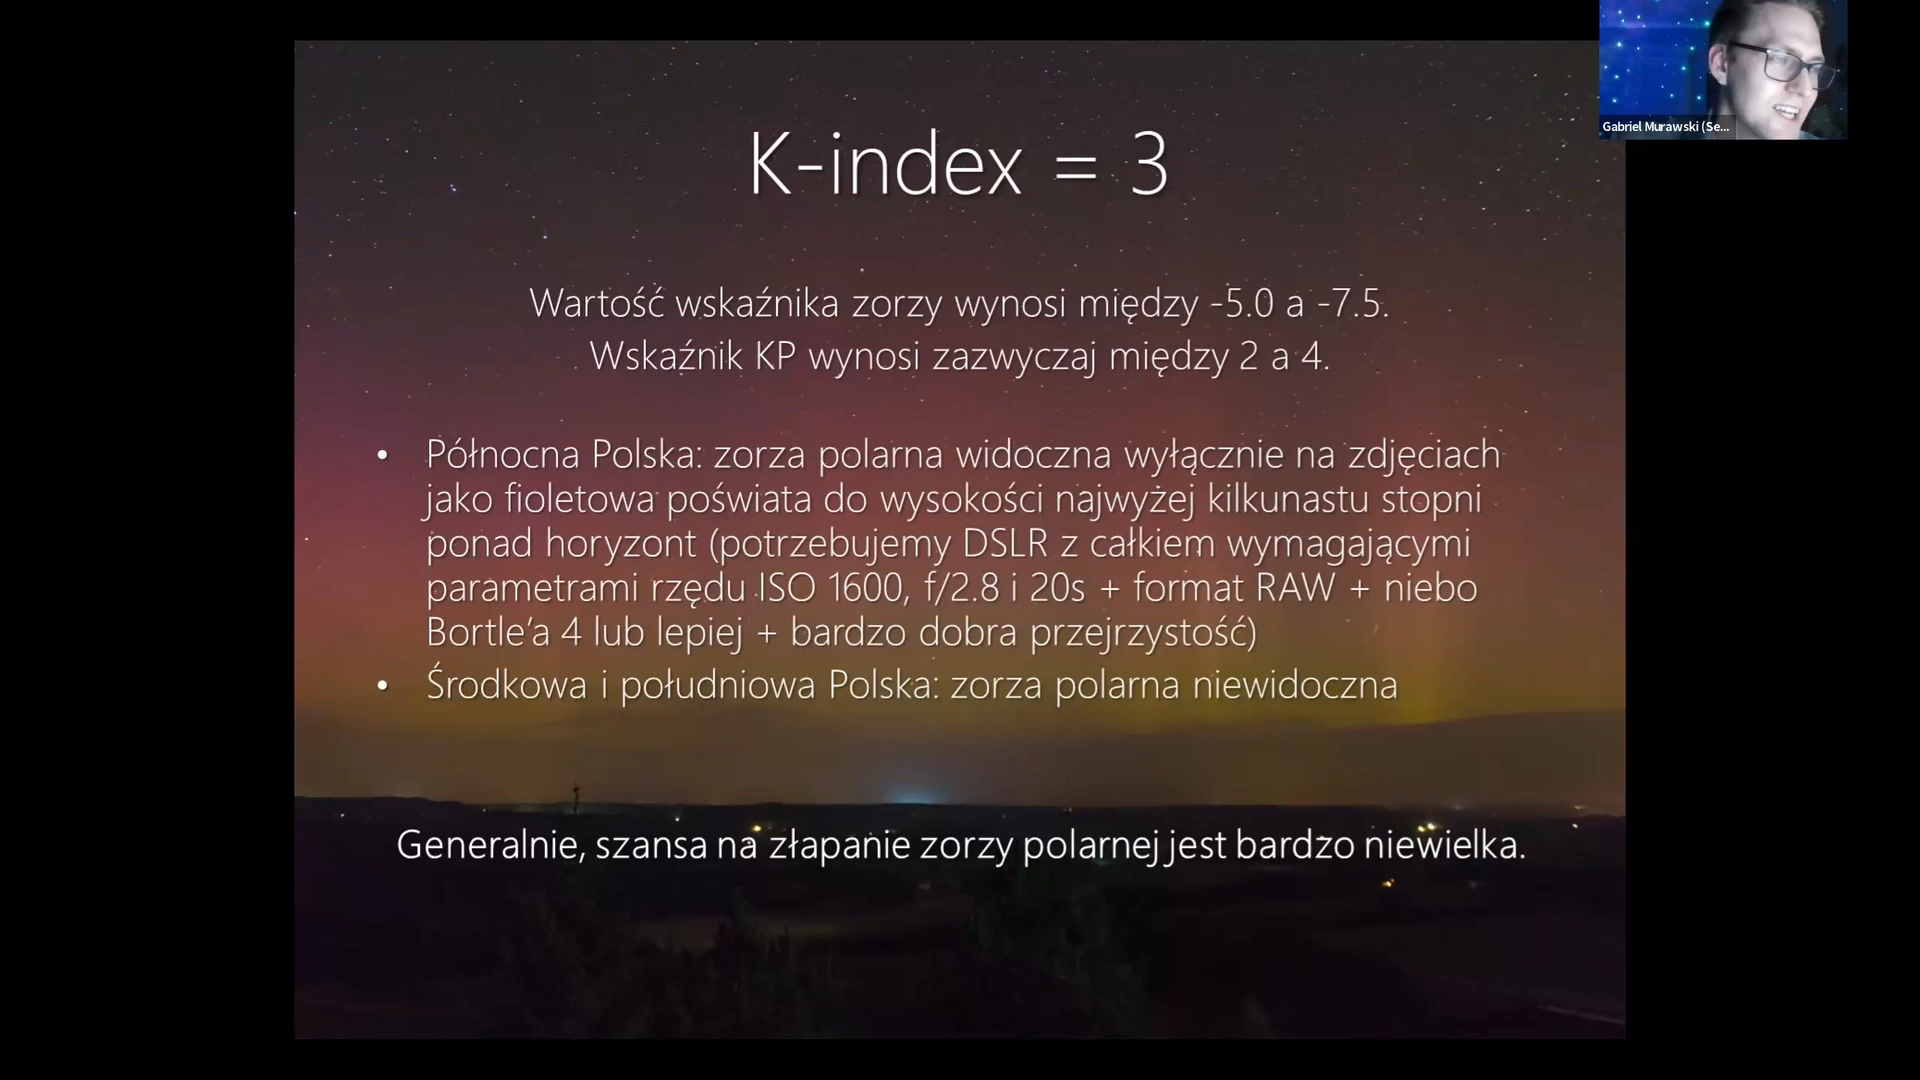 Gabriel Murawski (Se...
K-index = 3
Wartość wskaźnika zorzy wynosi między -5.0 a -7.5.
Wskaźnik KP wynosi zazwyczaj między 2 a 4.
• Północna Polska: zorza polarna widoczna wyłącznie na zdjęciach
jako fioletowa poświata do wysokości najwyżej kilkunastu stopni
ponad horyzont (potrzebujemy DSLR z całkiem wymagającymi
parametrami rzędu ISO 1600, f/2.8 i 20s + format RAW + niebo
Bortle’a 4 lub lepiej + bardzo dobra przejrzystość)
• Środkowa i południowa Polska: zorza polarna niewidoczna
Generalnie, szansa na złapanie zorzy polarnej jest bardzo niewielka.